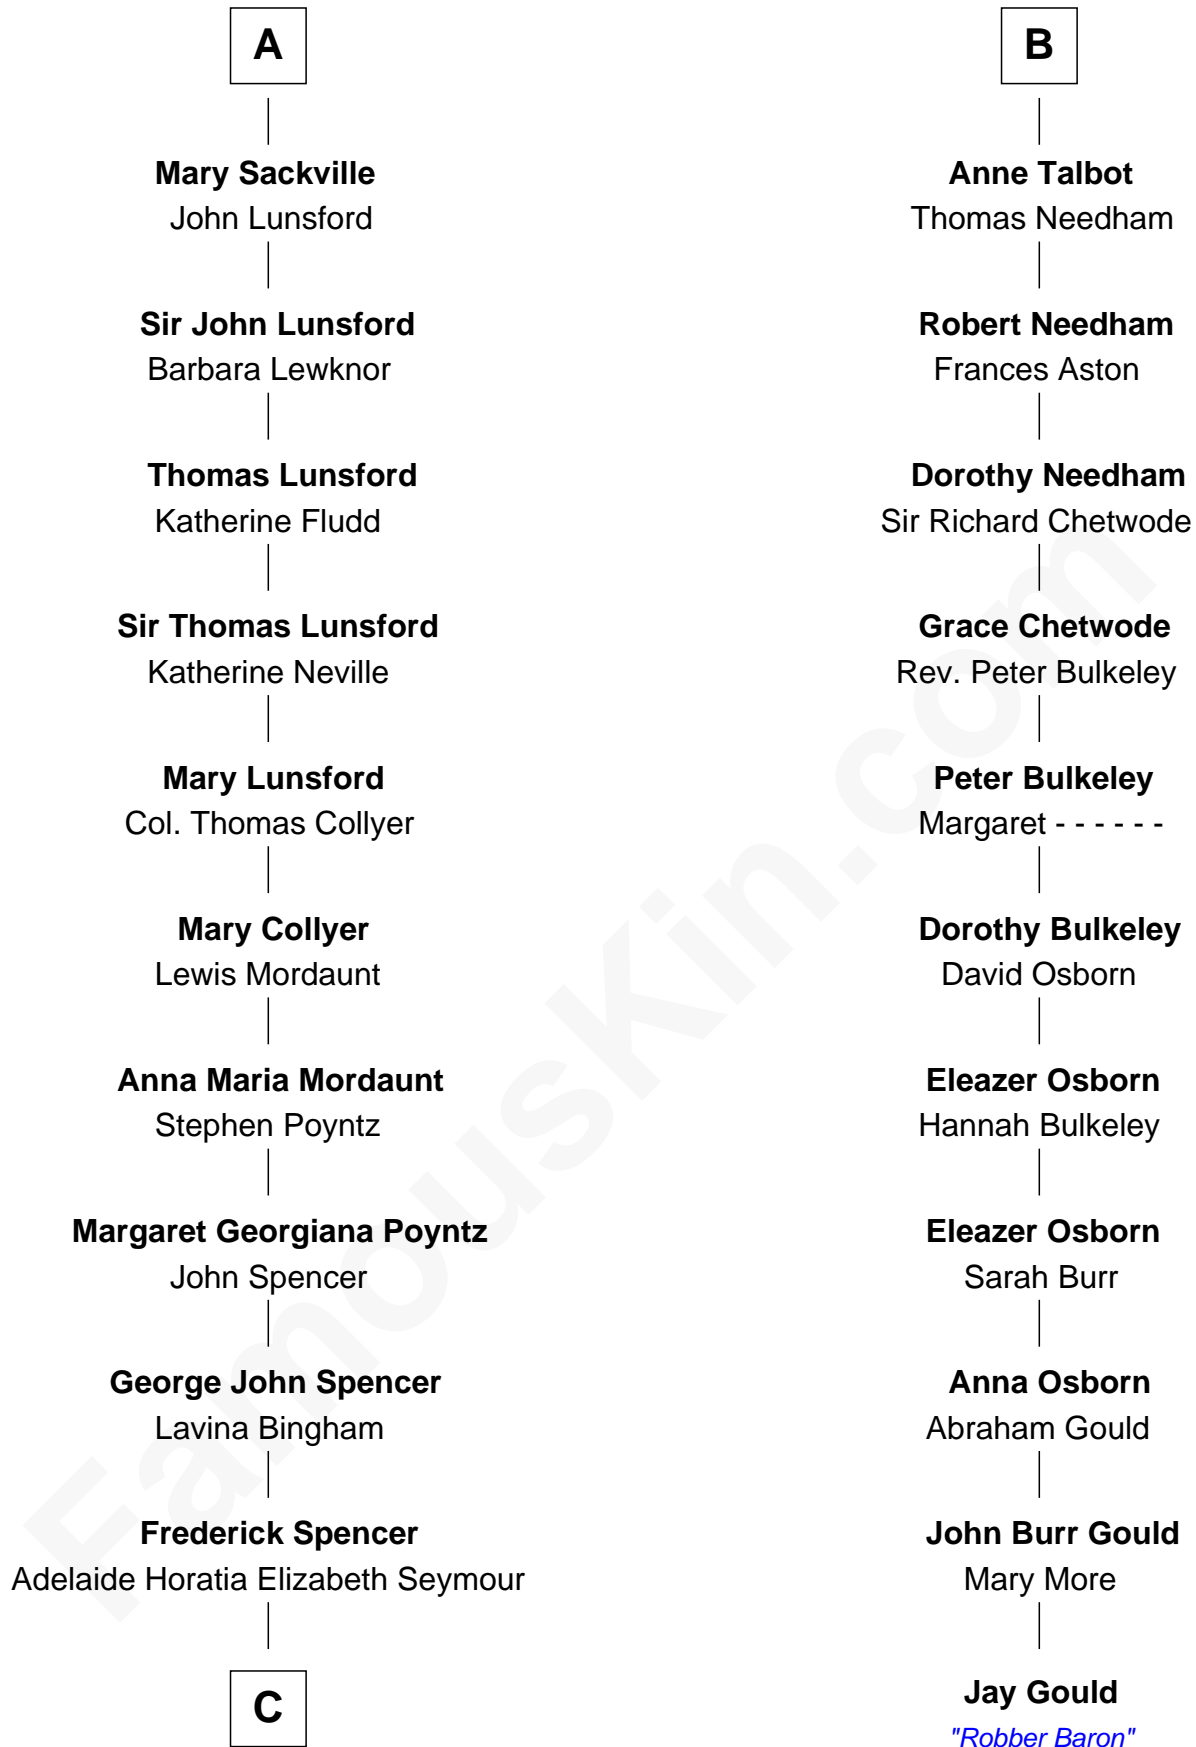 A
Mary Sackville
John Lunsford
Sir John Lunsford
Barbara Lewknor
Thomas Lunsford
Katherine Fludd
Sir Thomas Lunsford
Katherine Neville
Mary Lunsford
Col. Thomas Collyer
Mary Collyer
Lewis Mordaunt
Anna Maria Mordaunt
Stephen Poyntz
Margaret Georgiana Poyntz
John Spencer
George John Spencer
Lavina Bingham
Frederick Spencer
Adelaide Horatia Elizabeth Seymour
C
B
Anne Talbot
Thomas Needham
Robert Needham
Frances Aston
Dorothy Needham
Sir Richard Chetwode
Grace Chetwode
Rev. Peter Bulkeley
Peter Bulkeley
Margaret - - - - - -
Dorothy Bulkeley
David Osborn
Eleazer Osborn
Hannah Bulkeley
Eleazer Osborn
Sarah Burr
Anna Osborn
Abraham Gould
John Burr Gould
Mary More
Jay Gould
"Robber Baron"
FamousKin.com